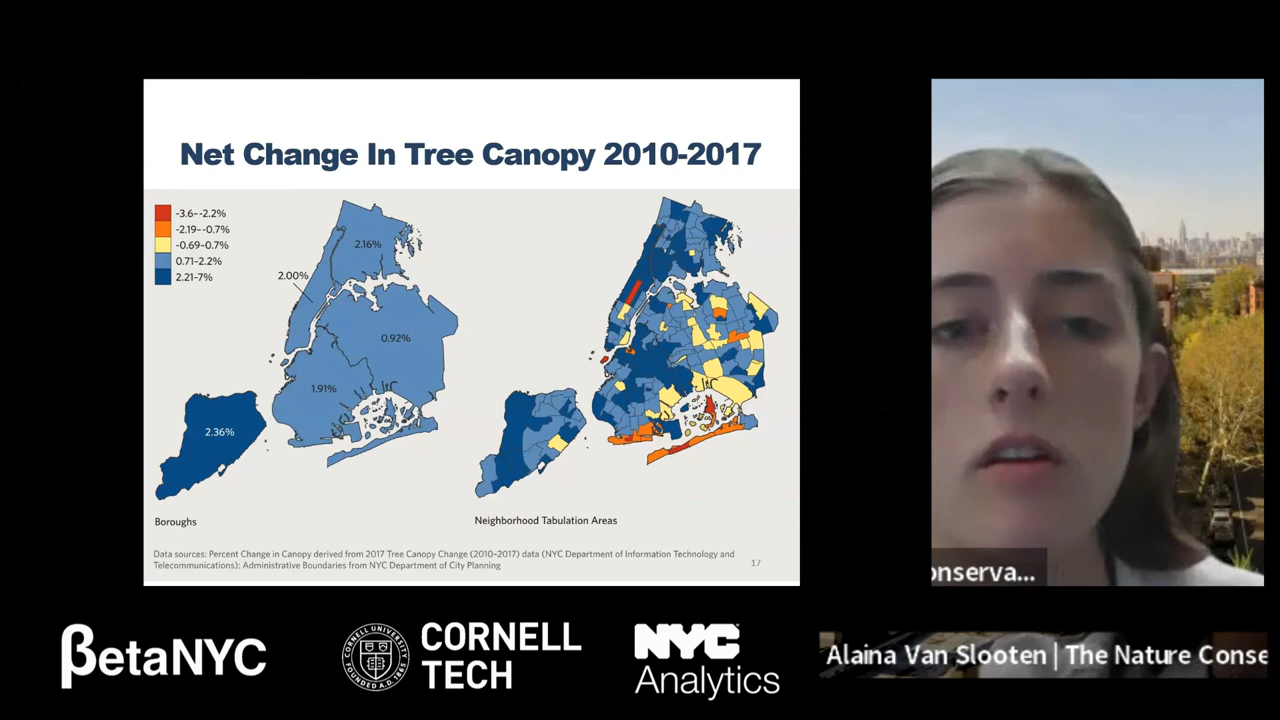 Net Change In Tree Canopy 2010-2017
-3.6--2.2%
-2.19--0.7%
-0.69-0.7%
0.71-2.2%
2.21-7%
2.16%
2.00%
0.92%
1.91%
2.36%
Boroughs
Neighborhood Tabulation Areas
Data sources: Percent Change in Canopy derived from 2017 Tree Canopy Change (2010–2017) data (NYC Department of Information Technology and
Telecommunications); Administrative Boundaries from NYC Department of City Planning
17
onserva...
βetaNYC
CORNELL UNIVERSITY
FOUNDED A.D. 1865
CORNELL
TECH
NYC
Analytics
Alaina Van Slooten | The Nature Conse